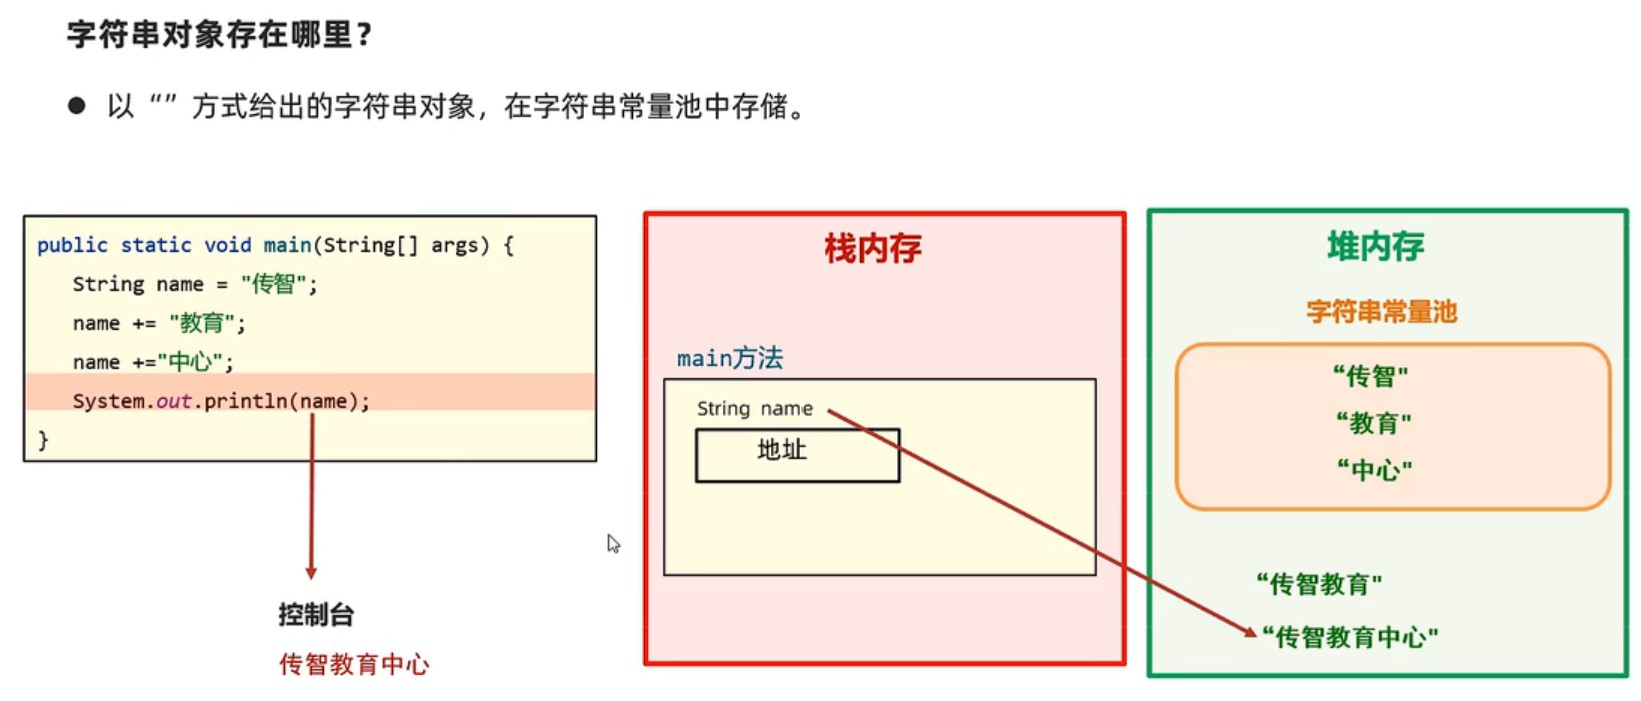 字符串对象存在哪里?
● 以“”方式给出的字符串对象，在字符串常量池中存储。
public static void main(String[] args) {
String name = "传智";
name += "教育";
name +="中心";
System.out.println(name);
}
控制台
传智教育中心
栈内存
main方法
String name
地址
堆内存
字符串常量池
“传智"
“教育"
“中心"
“传智教育"
“传智教育中心"